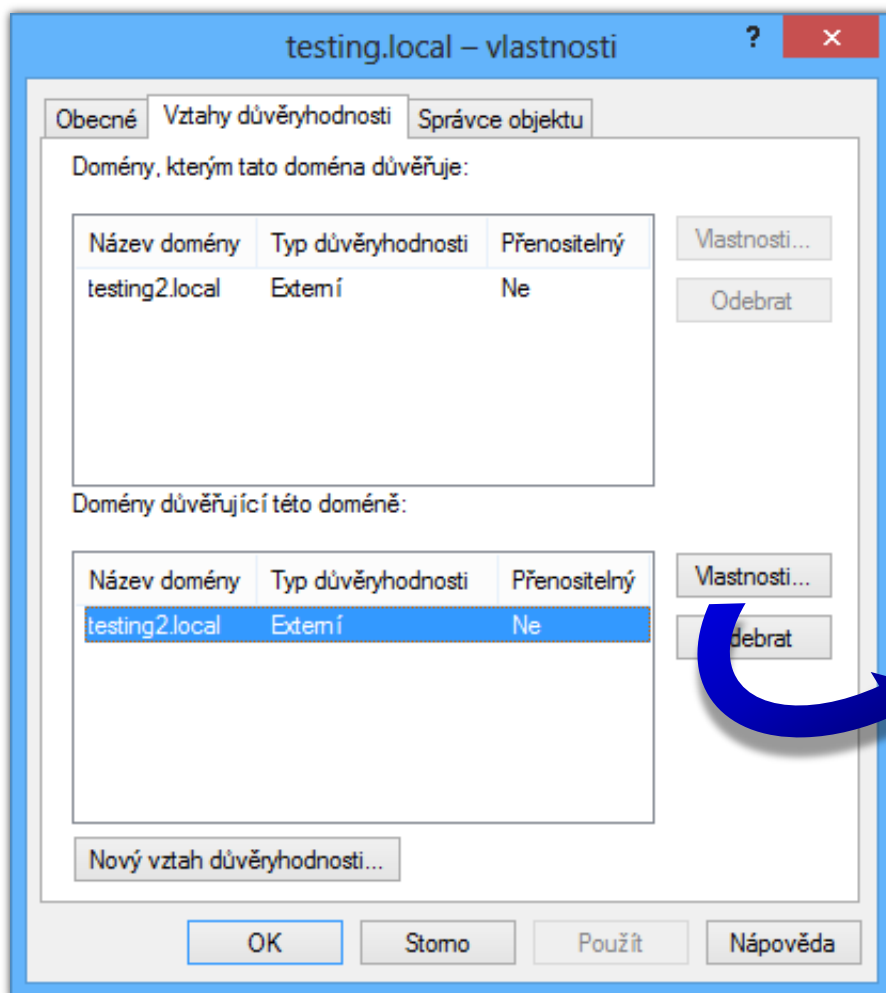 testing.local – vlastnosti
?
Obecné Vztahy důvěryhodnosti Správce objektu
Domény, kterým tato doména důvěřuje:
Název domény Typ důvěryhodnosti Přenositelný Vlastnosti...
testing2.local Externí Ne Odebrat
Domény důvěřující této doméně:
Název domény Typ důvěryhodnosti Přenositelný Vlastnosti...
testing2.local Externí Ne debrat
Nový vztah důvěryhodnosti...
OK Storno Použít Nápověda